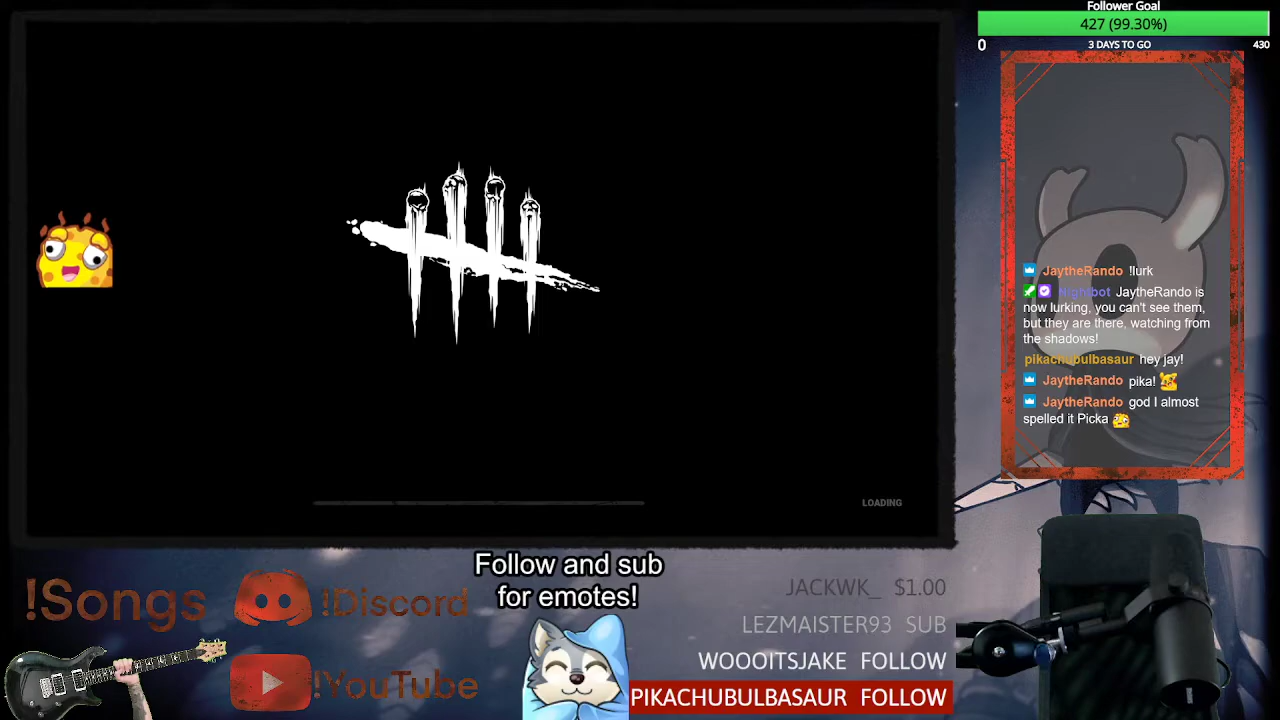 Follower Goal
427 (99.30%)
0
3 DAYS TO GO
430
JaytheRando !lurk
Nightbot JaytheRando is
now lurking, you can't see them,
but they are there, watching from
the shadows!
pikachubulbasaur hey jay!
JaytheRando pika!
JaytheRando god I almost
spelled it Picka
LOADING
Follow and sub
for emotes!
!Songs
!Discord
!YouTube
JACKWK_ $1.00
LEZMAISTER93 SUB
WOOOITSJAKE FOLLOW
PIKACHUBULBASAUR FOLLOW